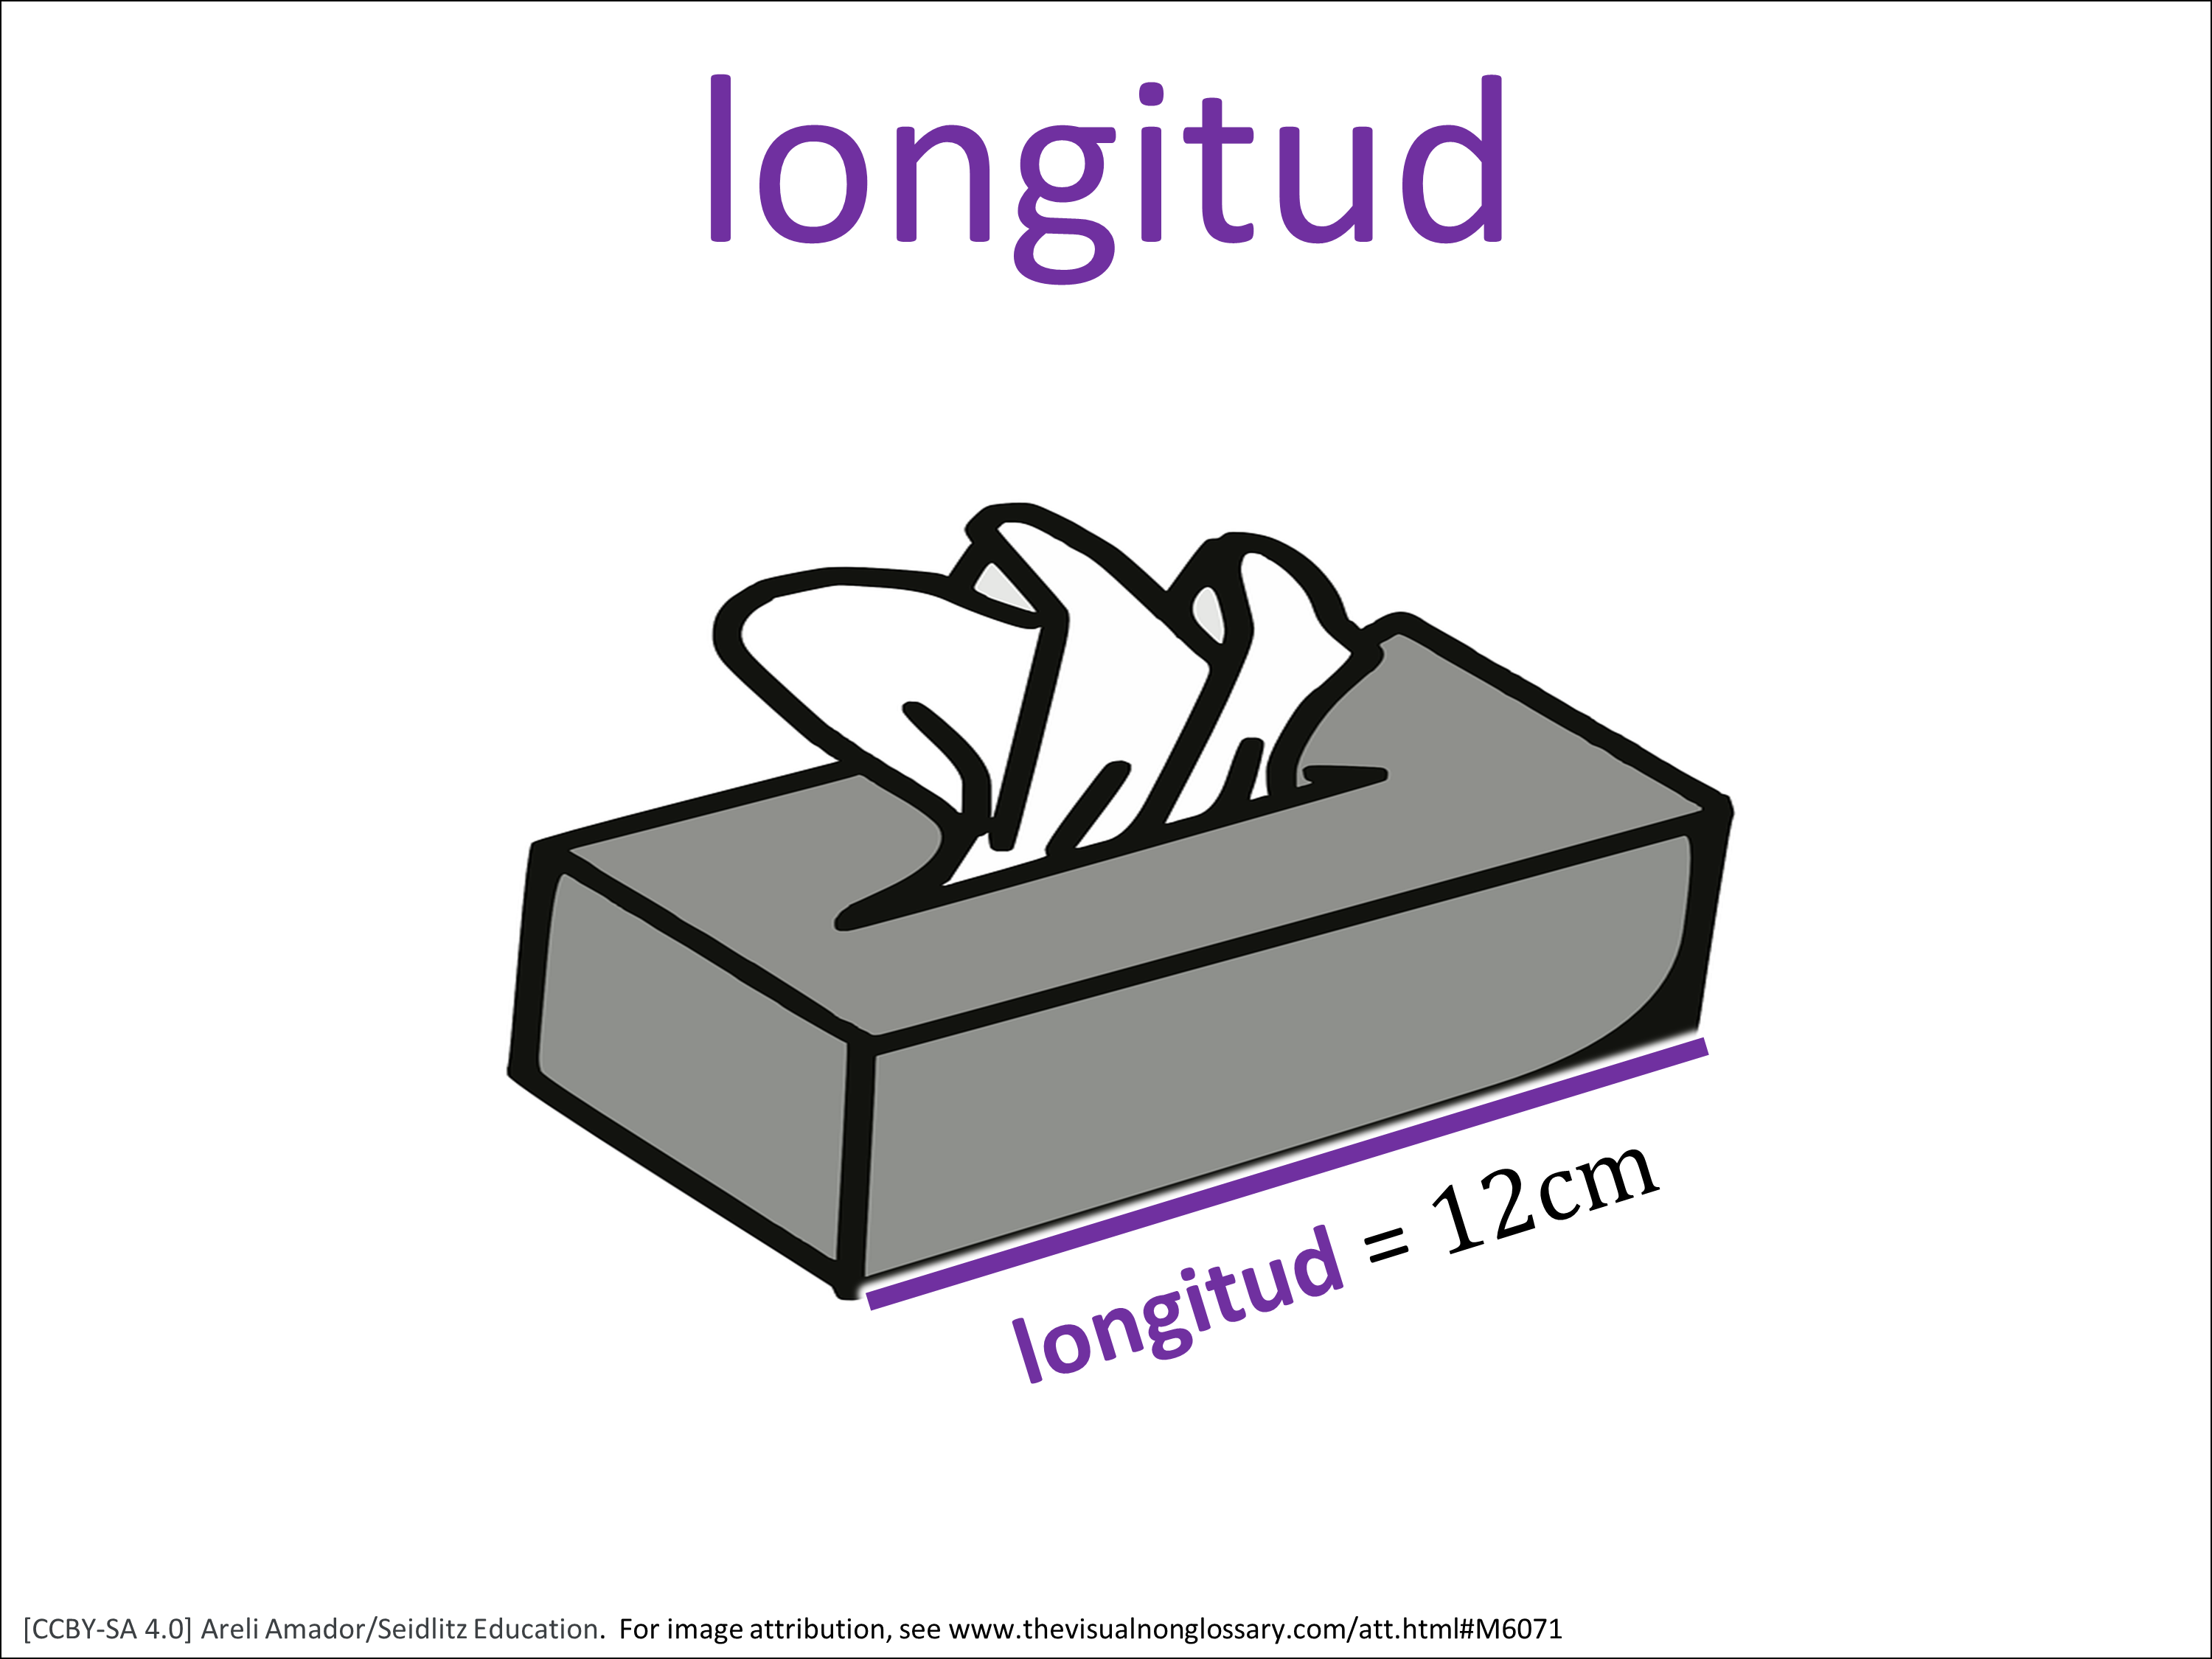 longitud
longitud = 12cm
[CCBY-SA 4.0] Areli Amador/Seidlitz Education.  For image attribution, see www.thevisualnonglossary.com/att.html#M6071